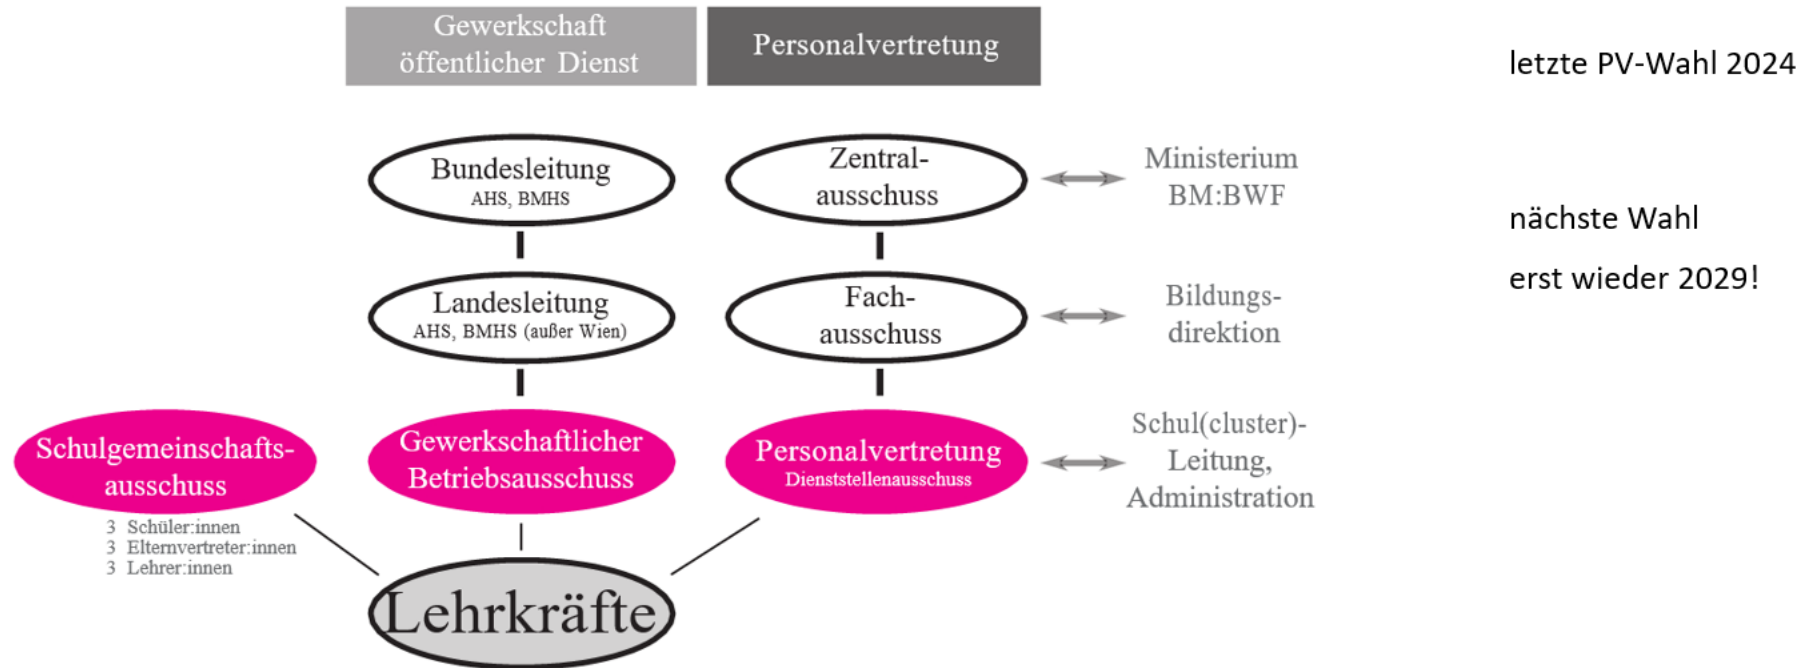 Gewerkschaft
öffentlicher Dienst
Personalvertretung
letzte PV-Wahl 2024
Bundesleitung
AHS, BMHS
Zentral-
ausschuss
Ministerium
BM:BWF
nächste Wahl
erst wieder 2029!
Landesleitung
AHS, BMHS (außer Wien)
Fach-
ausschuss
Bildungs-
direktion
Schulgemeinschafts-
ausschuss
3 Schüler:innen
3 Elternvertreter:innen
3 Lehrer:innen
Gewerkschaftlicher
Betriebsausschuss
Personalvertretung
Dienststellenausschuss
Schul(cluster)-
Leitung,
Administration
Lehrkräfte